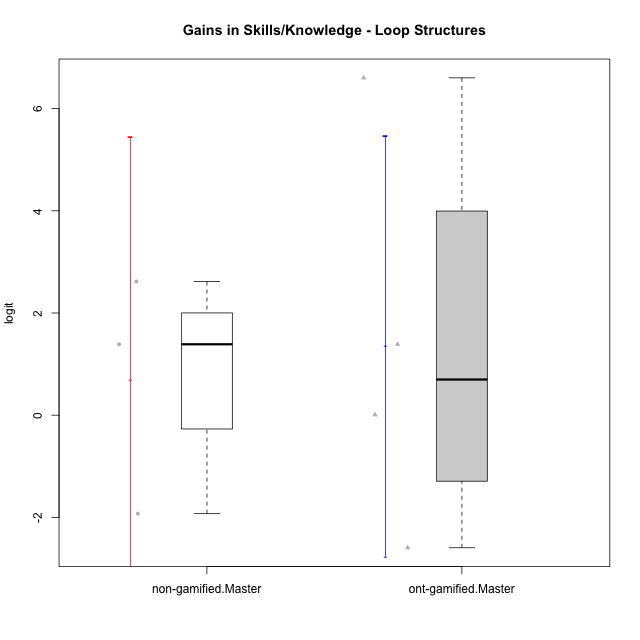 Gains in Skills/Knowledge - Loop Structures
logit
6
4
2
0
-2
non-gamified.Master ont-gamified.Master